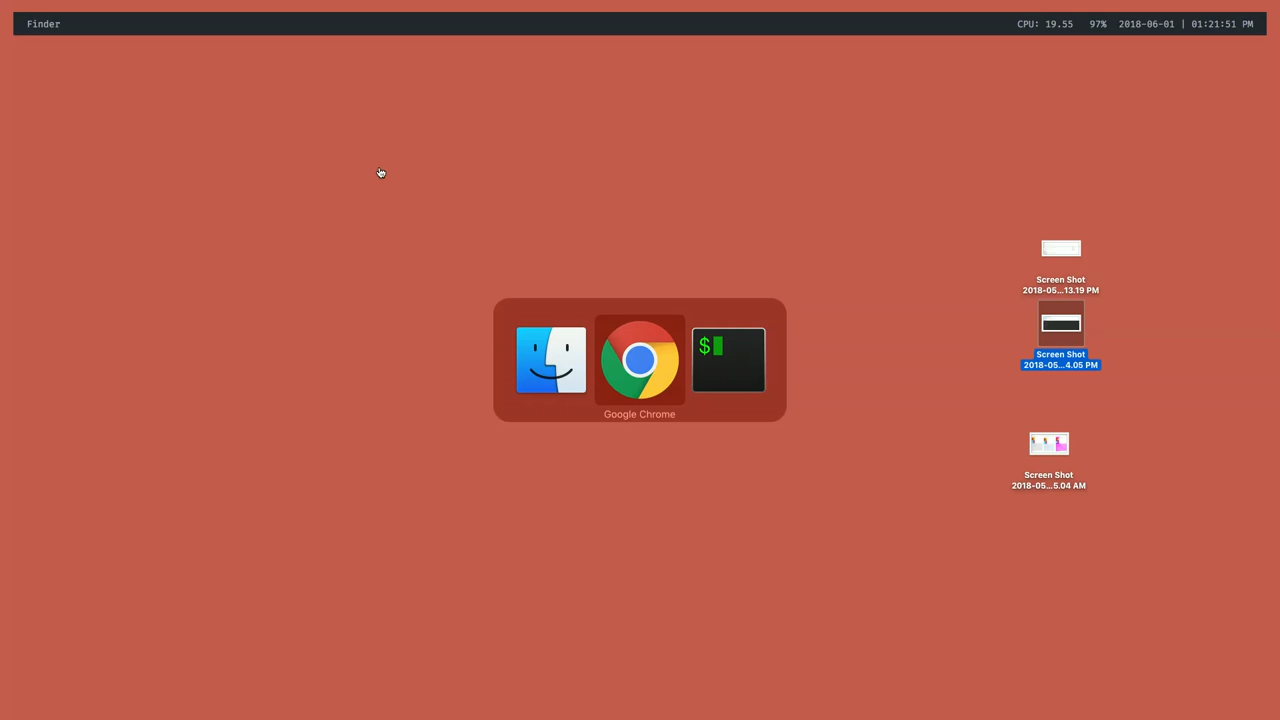 Finder
CPU: 19.55 97% 2018-06-01 | 01:21:51 PM
Screen Shot
2018-05...13.19 PM
Screen Shot
2018-05...4.05 PM
$
Google Chrome
Screen Shot
2018-05...5.04 AM